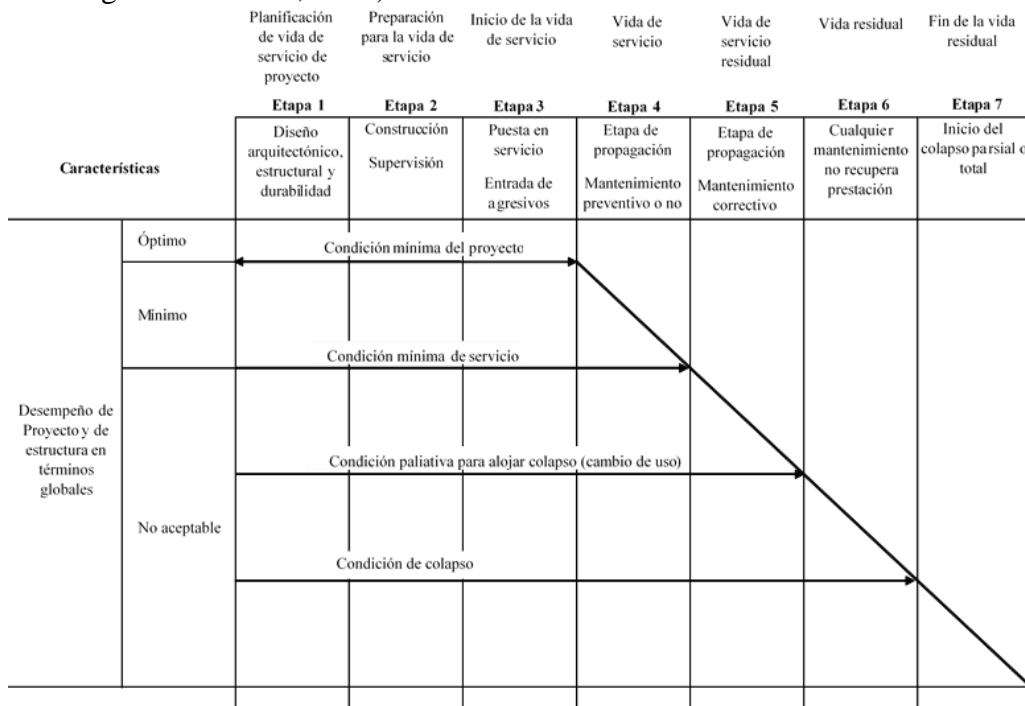 Planificación
de vida de
servicio de
proyecto
Preparación
para la vida de
servicio
Inicio de la vida
de servicio
Vida de
servicio
Vida de
servicio
residual
Vida residual
Fin de la vida
residual
Etapa 1
Etapa 2
Etapa 3
Etapa 4
Etapa 5
Etapa 6
Etapa 7
Características
Diseño
arquitectónico,
estructural y
durabilidad
Construcción
Supervisión
Puesta en
servicio
Entrada de
agresivos
Etapa de
propagación
Mantenimiento
preventivo o no
Etapa de
propagación
Mantenimiento
correctivo
Cualquier
mantenimiento
no recupera
prestación
Inicio del
colapso parsial o
total
Desempeño de
Proyecto y de
estructura en
términos
globales
Óptimo
Condición mínima del proyecto
Mínimo
Condición mínima de servicio
No aceptable
Condición paliativa para alojar colapso (cambio de uso)
Condición de colapso